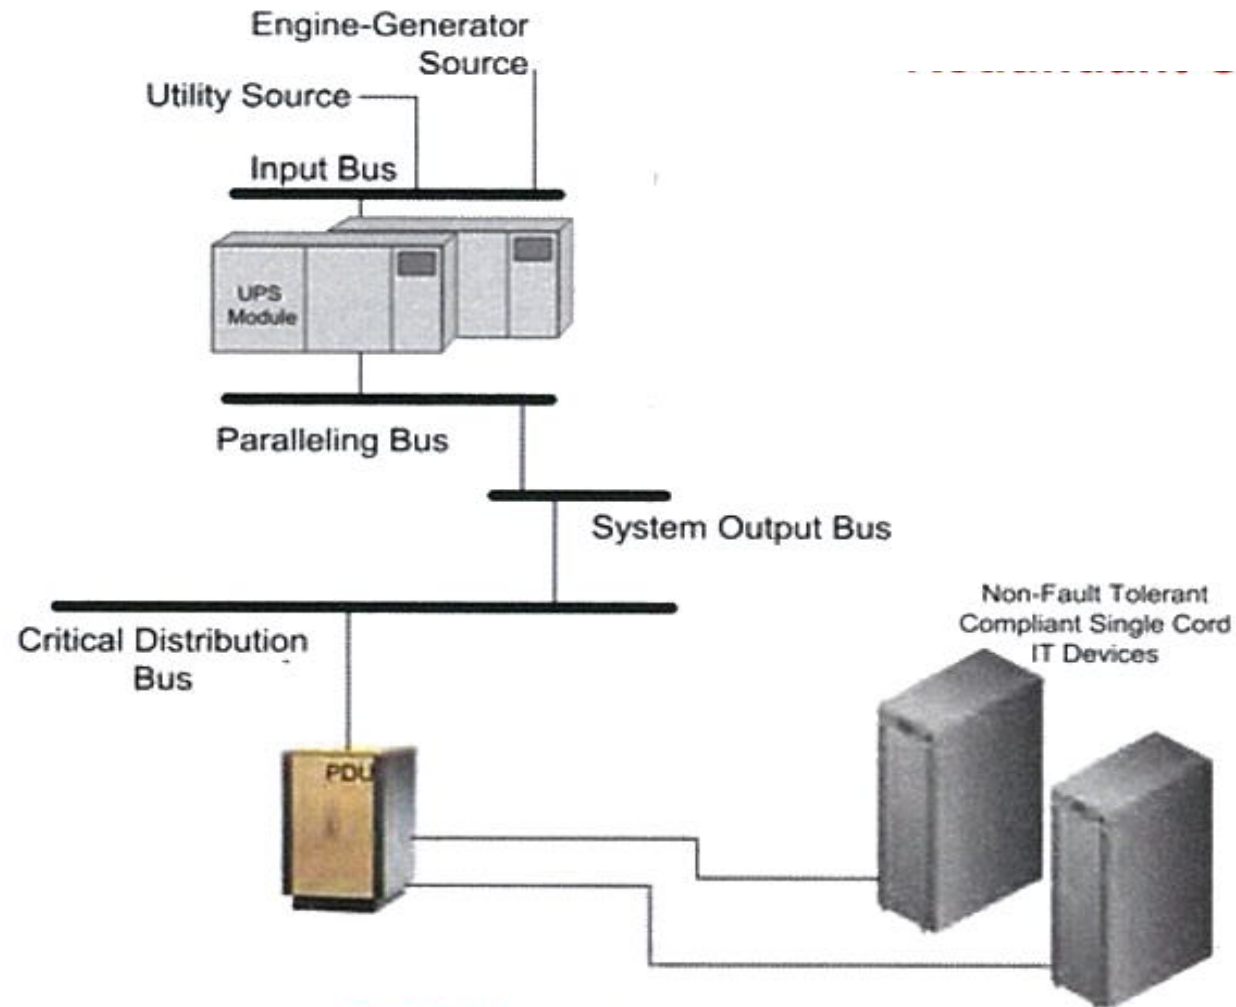 Engine-Generator
Source
Utility Source
Input Bus
UPS
Module
Paralleling Bus
System Output Bus
Critical Distribution
Bus
Non-Fault Tolerant
Compliant Single Cord
IT Devices
PDU